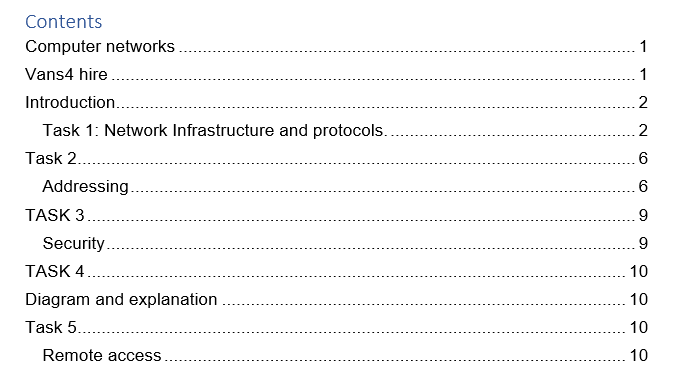 Contents
Computer networks ........................................ 1
Vans4 hire ........................................ 1
Introduction ........................................ 2
Task 1: Network Infrastructure and protocols. ........................................ 2
Task 2 ........................................ 6
Addressing ........................................ 6
TASK 3 ........................................ 9
Security ........................................ 9
TASK 4 ........................................ 10
Diagram and explanation ........................................ 10
Task 5 ........................................ 10
Remote access ........................................ 10